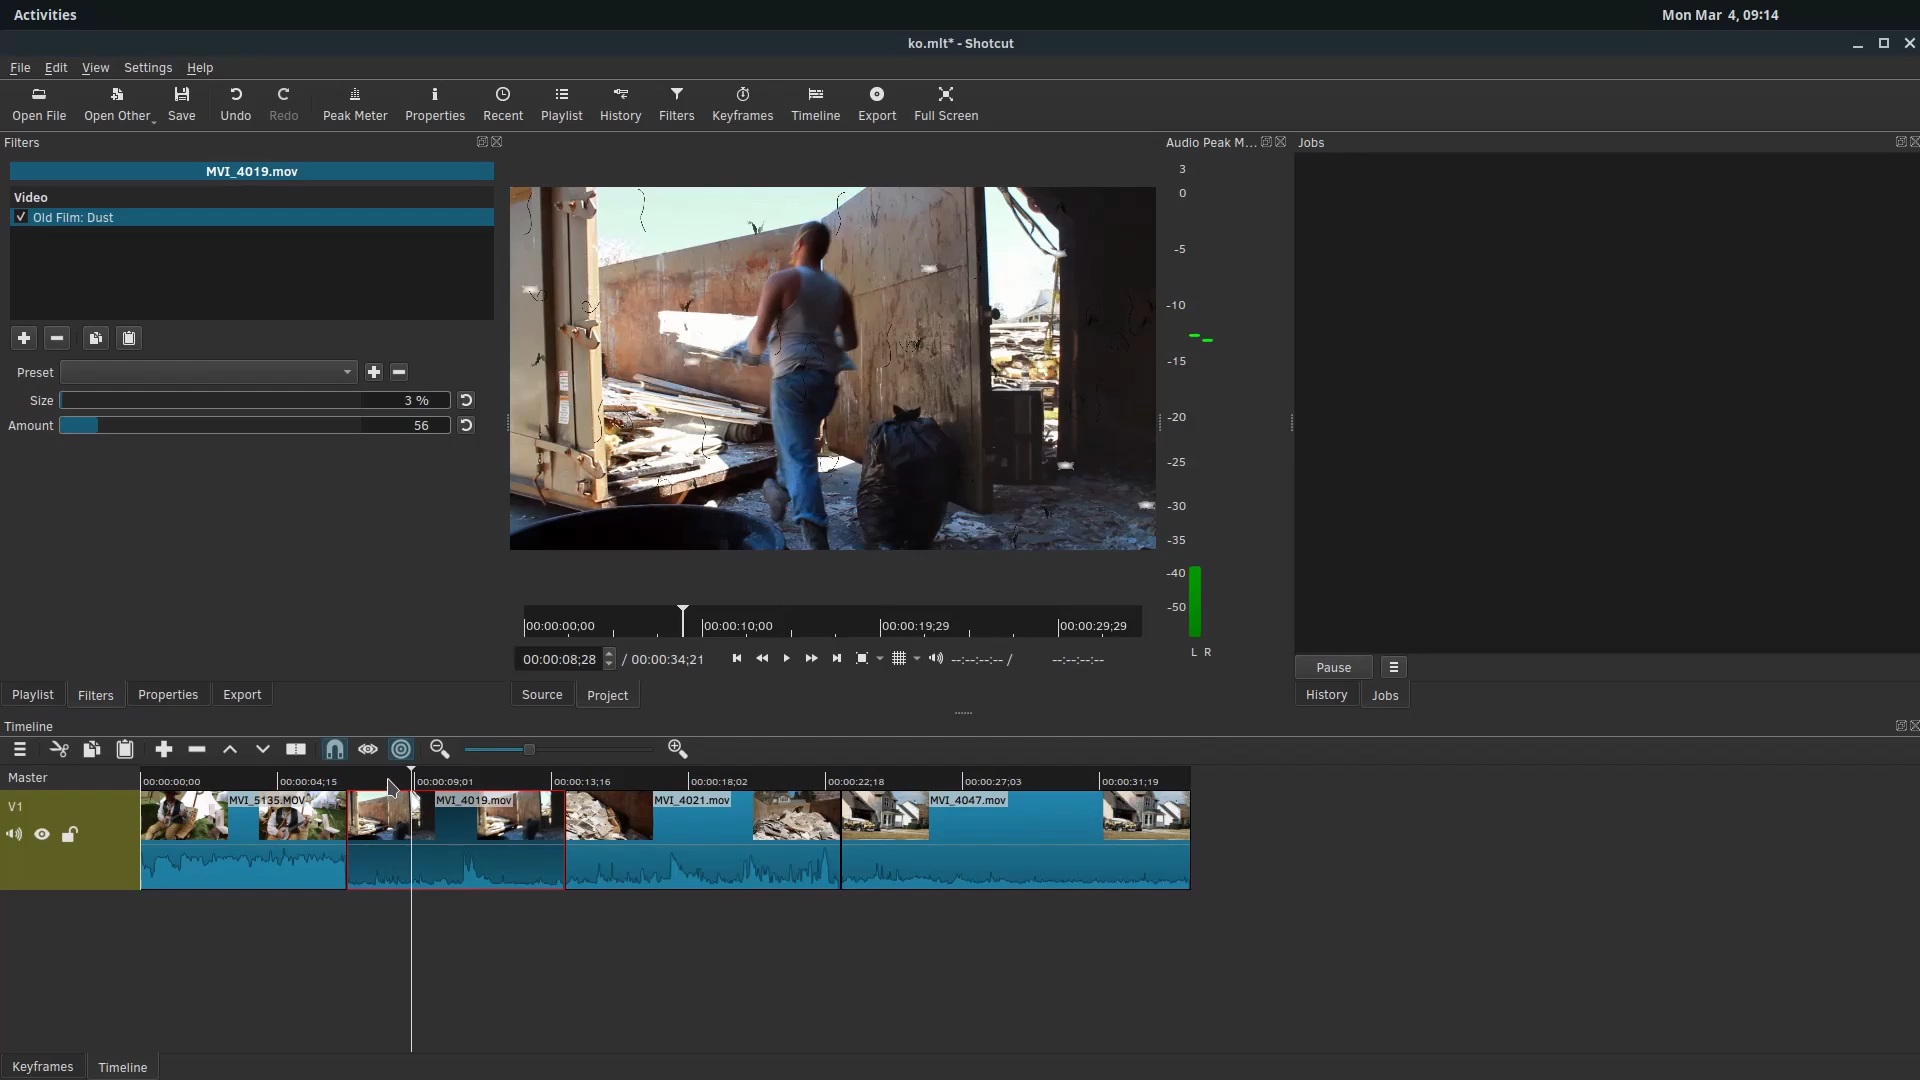 Activities
Mon Mar 4, 09:14
ko.mlt* - Shotcut
File Edit View Settings Help
Open File Open Other Save Undo Redo Peak Meter Properties Recent Playlist History Filters Keyframes Timeline Export Full Screen
Filters
Audio Peak M...
Jobs
MVI_4019.mov
Video
Old Film: Dust
Preset
Size 3 %
Amount 56
3
0
-5
-10
-15
-20
-25
-30
-35
-40
-50
L R
00:00:00;00 00:00:10;00 00:00:19;29 00:00:29;29
00:00:08;28 / 00:00:34;21 --:--:--:-- / --:--:--:--
Pause
Playlist Filters Properties Export
Source Project
History Jobs
Timeline
Master
00:00:00;00 00:00:04;15 00:00:09;01 00:00:13;16 00:00:18;02 00:00:22;18 00:00:27;03 00:00:31;19
V1
MVI_5135.MOV MVI_4019.mov MVI_4021.mov MVI_4047.mov
Keyframes Timeline